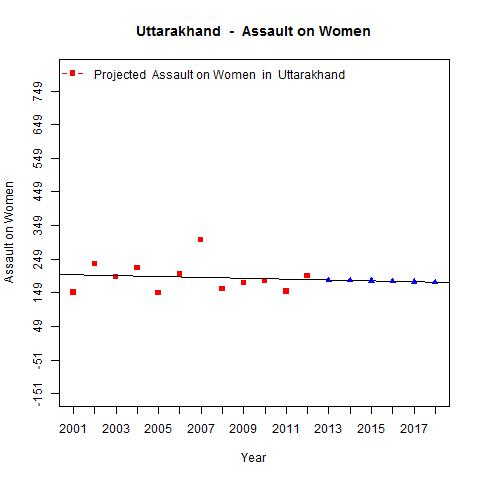 Uttarakhand - Assault on Women
Projected Assault on Women in Uttarakhand
749
649
549
449
349
249
149
49
-51
-151
Assault on Women
2001 2003 2005 2007 2009 2011 2013 2015 2017
Year